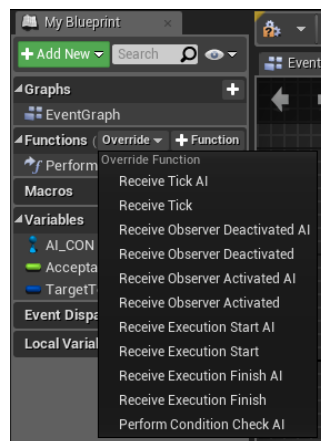 My Blueprint
+ Add New
Search
Event
Graphs
EventGraph
Functions
Override
+ Function
Override Function
Perform
Receive Tick AI
Macros
Receive Tick
Variables
Receive Observer Deactivated AI
AI_CON
Receive Observer Deactivated
Accepta
Receive Observer Activated AI
TargetT
Receive Observer Activated
Event Dispa
Receive Execution Start AI
Local Varial
Receive Execution Start
Receive Execution Finish AI
Receive Execution Finish
Perform Condition Check AI